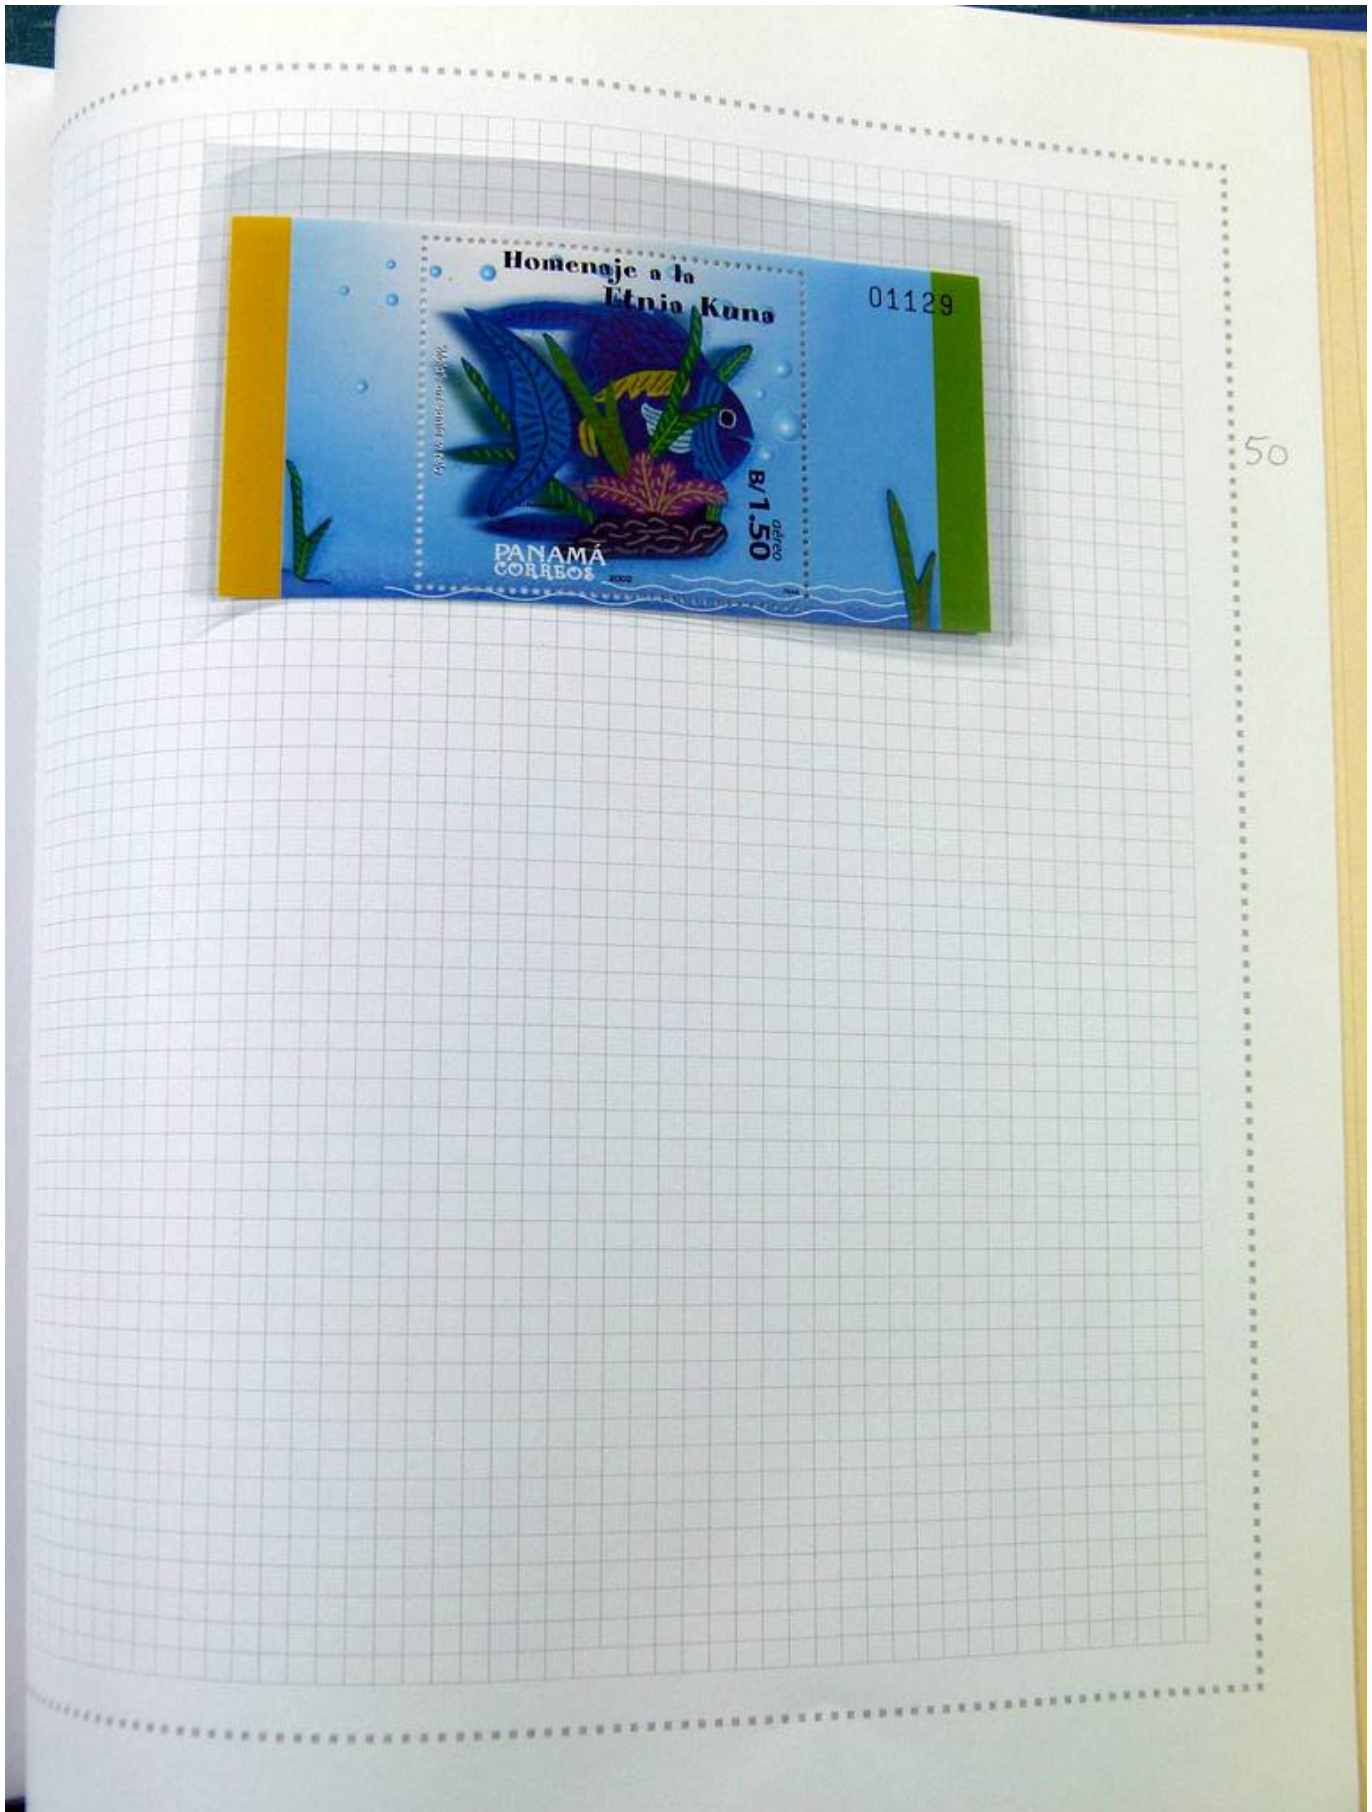 Homenaje a la
Etnia Kuna
01129
B/1.50
aéreo
PANAMÁ
CORREOS
2002
50